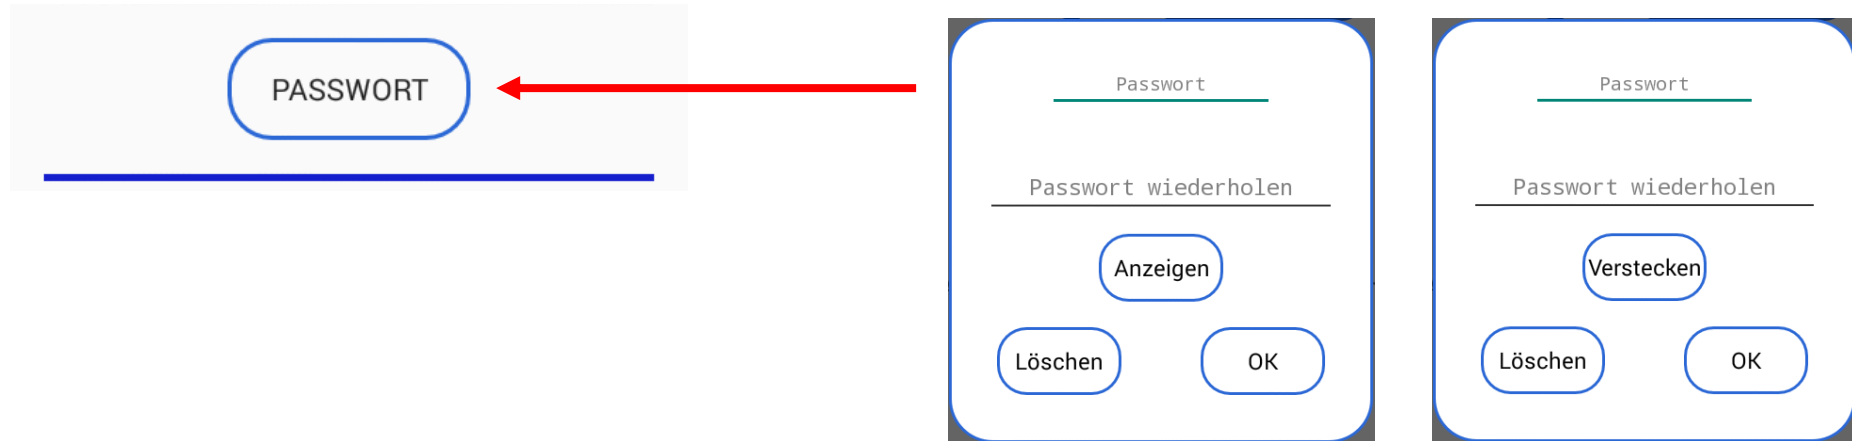 PASSWORT
Passwort
Passwort wiederholen
Anzeigen
Löschen
OK
Passwort
Passwort wiederholen
Verstecken
Löschen
OK